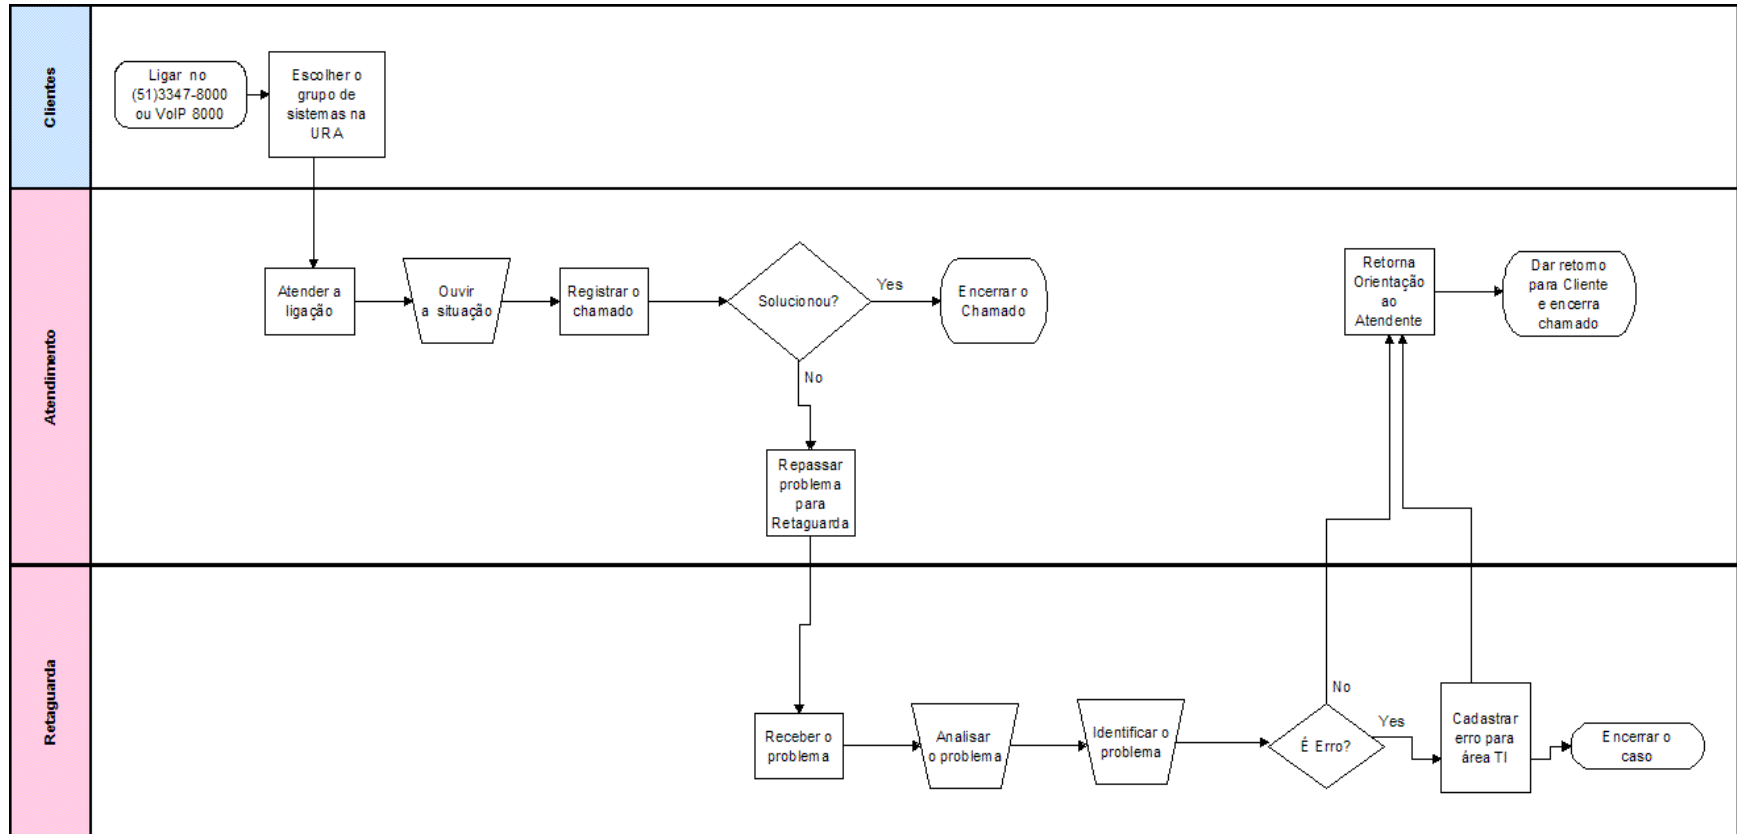 Clientes
Ligar no
(51)3347-8000
ou VoIP 8000
Escolher o
grupo de
sistemas na
URA
Atendimento
Atender a
ligação
Ouvir
a situação
Registrar o
chamado
Solucionou?
Yes
Encerrar o
Chamado
No
Repassar
problema
para
Retaguarda
Retorna
Orientação
ao
Atendente
Dar retorno
para Cliente
e encerra
chamado
Retaguarda
Receber o
problema
Analisar
o problema
Identificar o
problema
É Erro?
No
Yes
Cadastrar
erro para
área TI
Encerrar o
caso